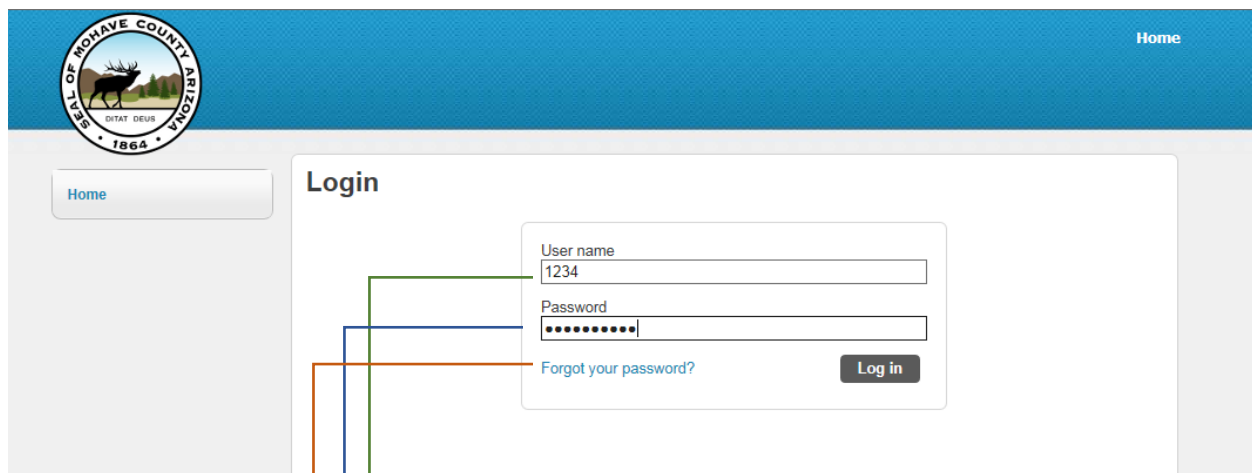 SEAL OF MOHAVE COUNTY ARIZONA
DITAT DEUS
1864
Home
Home
Login
User name
1234
Password
••••••••••
Forgot your password?
Log in